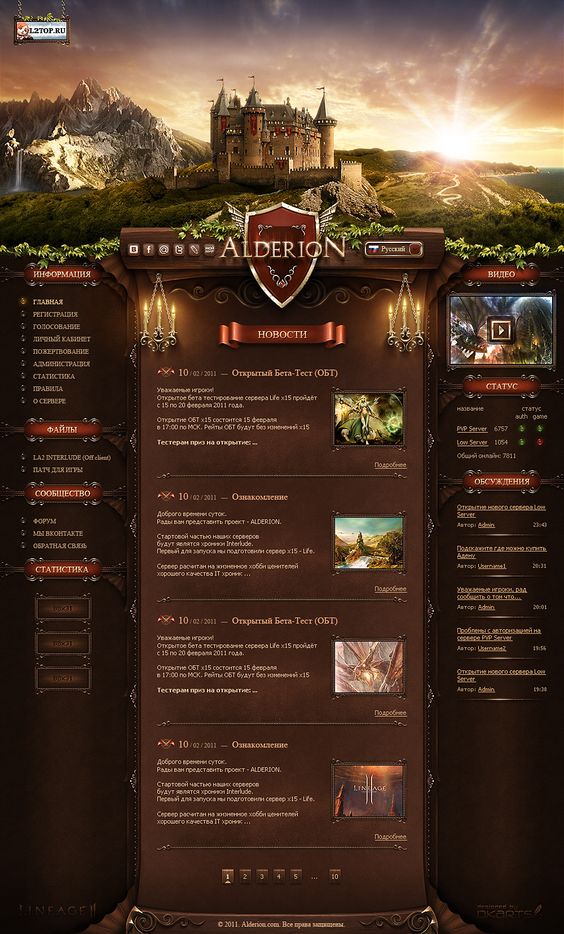 L2TOP.RU
ALDERION
Русский
ИНФОРМАЦИЯ
ГЛАВНАЯ
РЕГИСТРАЦИЯ
ГОЛОСОВАНИЕ
ЛИЧНЫЙ КАБИНЕТ
ПОЖЕРТВОВАНИЕ
АДМИНИСТРАЦИЯ
СТАТИСТИКА
ПРАВИЛА
О СЕРВЕРЕ
ФАЙЛЫ
LA2 INTERLUDE (Off client)
ПАТЧ ДЛЯ ИГРЫ
СООБЩЕСТВО
ФОРУМ
МЫ ВКОНТАКТЕ
ОБРАТНАЯ СВЯЗЬ
СТАТИСТИКА
НОВОСТИ
10 / 02 / 2011 — Открытый Бета-Тест (ОБТ)
Уважаемые игроки!
Открытое бета тестирование сервера Life x15 пройдёт
с 15 по 20 февраля 2011 года.
Открытие ОБТ x15 состоится 15 февраля
в 17:00 по МСК. Рейты ОБТ будут без изменений x15
Тестерам приз на открытие: ...
Подробнее
10 / 02 / 2011 — Ознакомление
Доброго времени суток.
Рады вам представить проект - ALDERION.
Стартовой частью наших серверов
будут являтся хроники Interlude.
Первый для запуска мы подготовили сервер x15 - Life.
Сервер расчитан на жизненное хобби ценителей
хорошего качества IT хроник: ...
Подробнее
10 / 02 / 2011 — Открытый Бета-Тест (ОБТ)
Уважаемые игроки!
Открытое бета тестирование сервера Life x15 пройдёт
с 15 по 20 февраля 2011 года.
Открытие ОБТ x15 состоится 15 февраля
в 17:00 по МСК. Рейты ОБТ будут без изменений x15
Тестерам приз на открытие: ...
Подробнее
10 / 02 / 2011 — Ознакомление
Доброго времени суток.
Рады вам представить проект - ALDERION.
Стартовой частью наших серверов
будут являтся хроники Interlude.
Первый для запуска мы подготовили сервер x15 - Life.
Сервер расчитан на жизненное хобби ценителей
хорошего качества IT хроник: ...
LINEAGE II
Подробнее
1 2 3 4 5 ... 10
ВИДЕО
СТАТУС
название статус
auth game
PVP Server 6757
Low Server 1054
Общий онлайн: 7811
ОБСУЖДЕНИЯ
Открытие нового сервера Low
Server
Автор: Admin 23:43
Подскажите где можно купить
Адену
Автор: Username1 20:31
Уважаемые игроки, рад
сообщить о том что...
Автор: Admin 20:01
Проблемы с авторизацией на
сервере PVP Server
Автор: Username2 19:56
Открытие нового сервера Low
Server
Автор: Admin 19:38
LINEAGE II
designed by
DKARTS
© 2011. Alderion.com. Все права защищены.